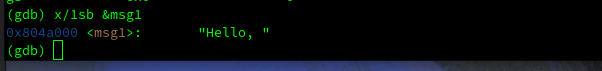 (gdb) x/1sb &msg1
0x804a000 <msg1>:        "Hello, "
(gdb)